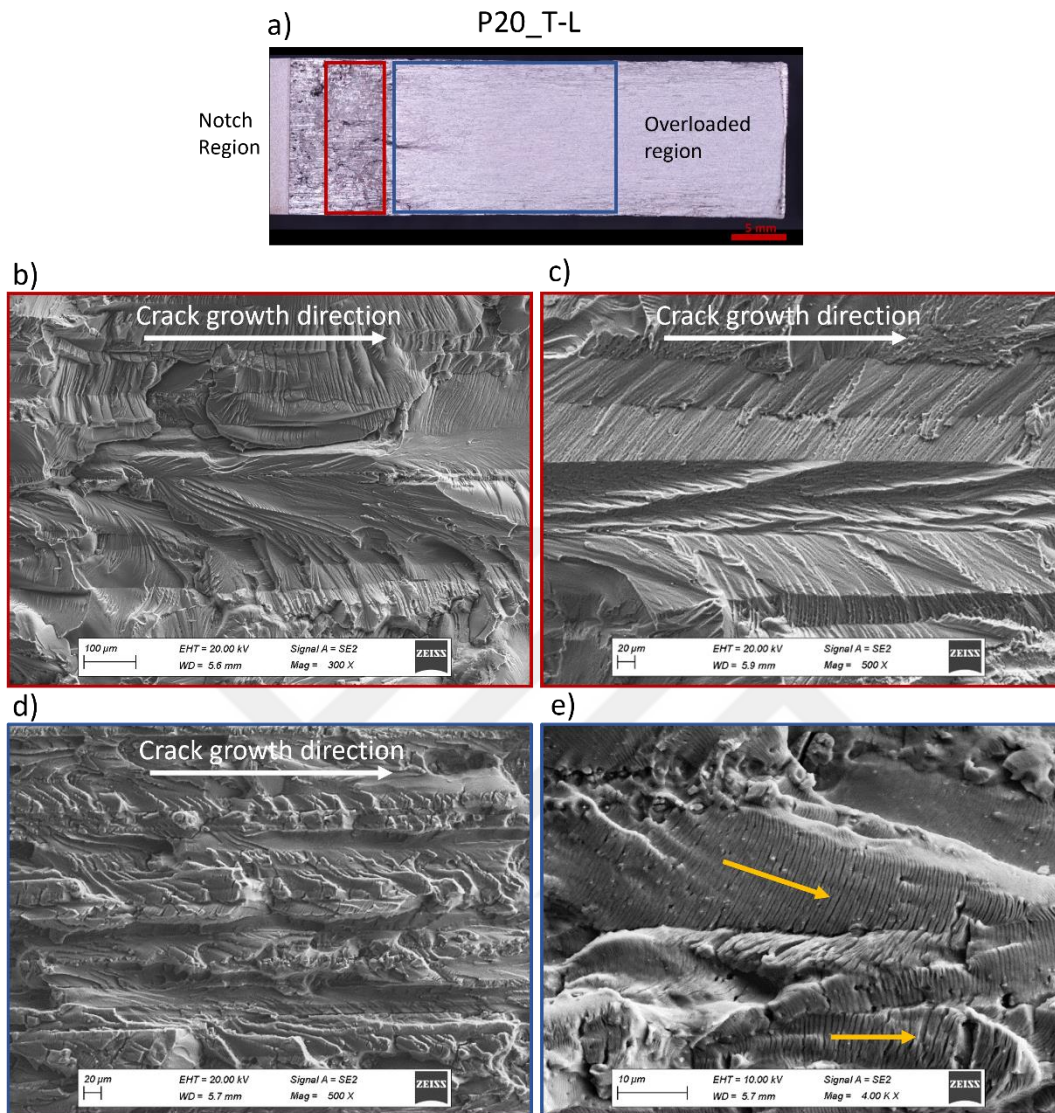 P20_T-L
a)
Notch
Region
Overloaded
region
5 mm
b)
Crack growth direction
100 µm
EHT = 20.00 kV
WD = 5.6 mm
Signal A = SE2
Mag = 300 X
ZEISS
c)
Crack growth direction
20 µm
EHT = 20.00 kV
WD = 5.9 mm
Signal A = SE2
Mag = 500 X
ZEISS
d)
Crack growth direction
20 µm
EHT = 20.00 kV
WD = 5.7 mm
Signal A = SE2
Mag = 500 X
ZEISS
e)
10 µm
EHT = 10.00 kV
WD = 5.7 mm
Signal A = SE2
Mag = 4.00 K X
ZEISS